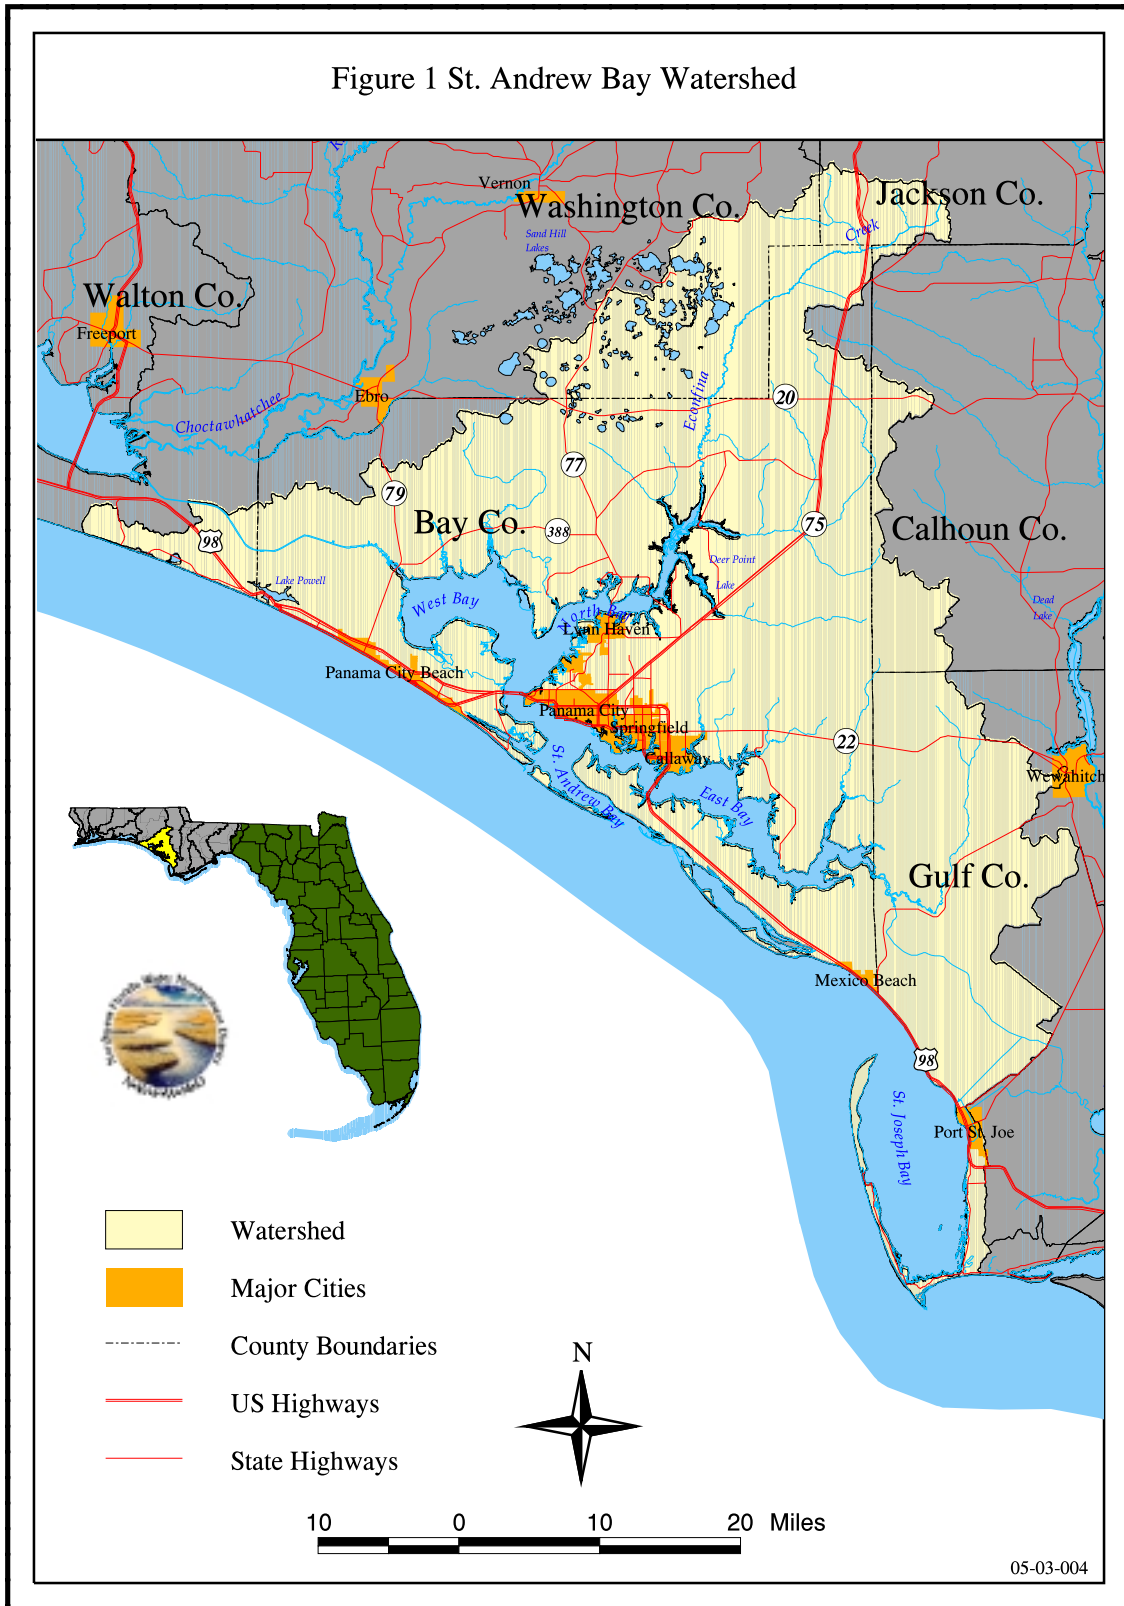 Figure 1 St. Andrew Bay Watershed
Vernon
Washington Co.
Jackson Co.
Sand Hill
Lakes
Creek
Walton Co.
Freeport
Ebro
Choctawhatchee
Econfina
20
77
79
Bay Co.
388
75
Calhoun Co.
98
Deer Point
Lake
Lake Powell
West Bay
North Bay
Lynn Haven
Dead
Lake
Panama City Beach
Panama City
Springfield
Callaway
22
St. Andrew Bay
East Bay
Wewahitch
Gulf Co.
Mexico Beach
98
St. Joseph Bay
Port St. Joe
Watershed
Major Cities
County Boundaries
US Highways
State Highways
N
10 0 10 20 Miles
05-03-004